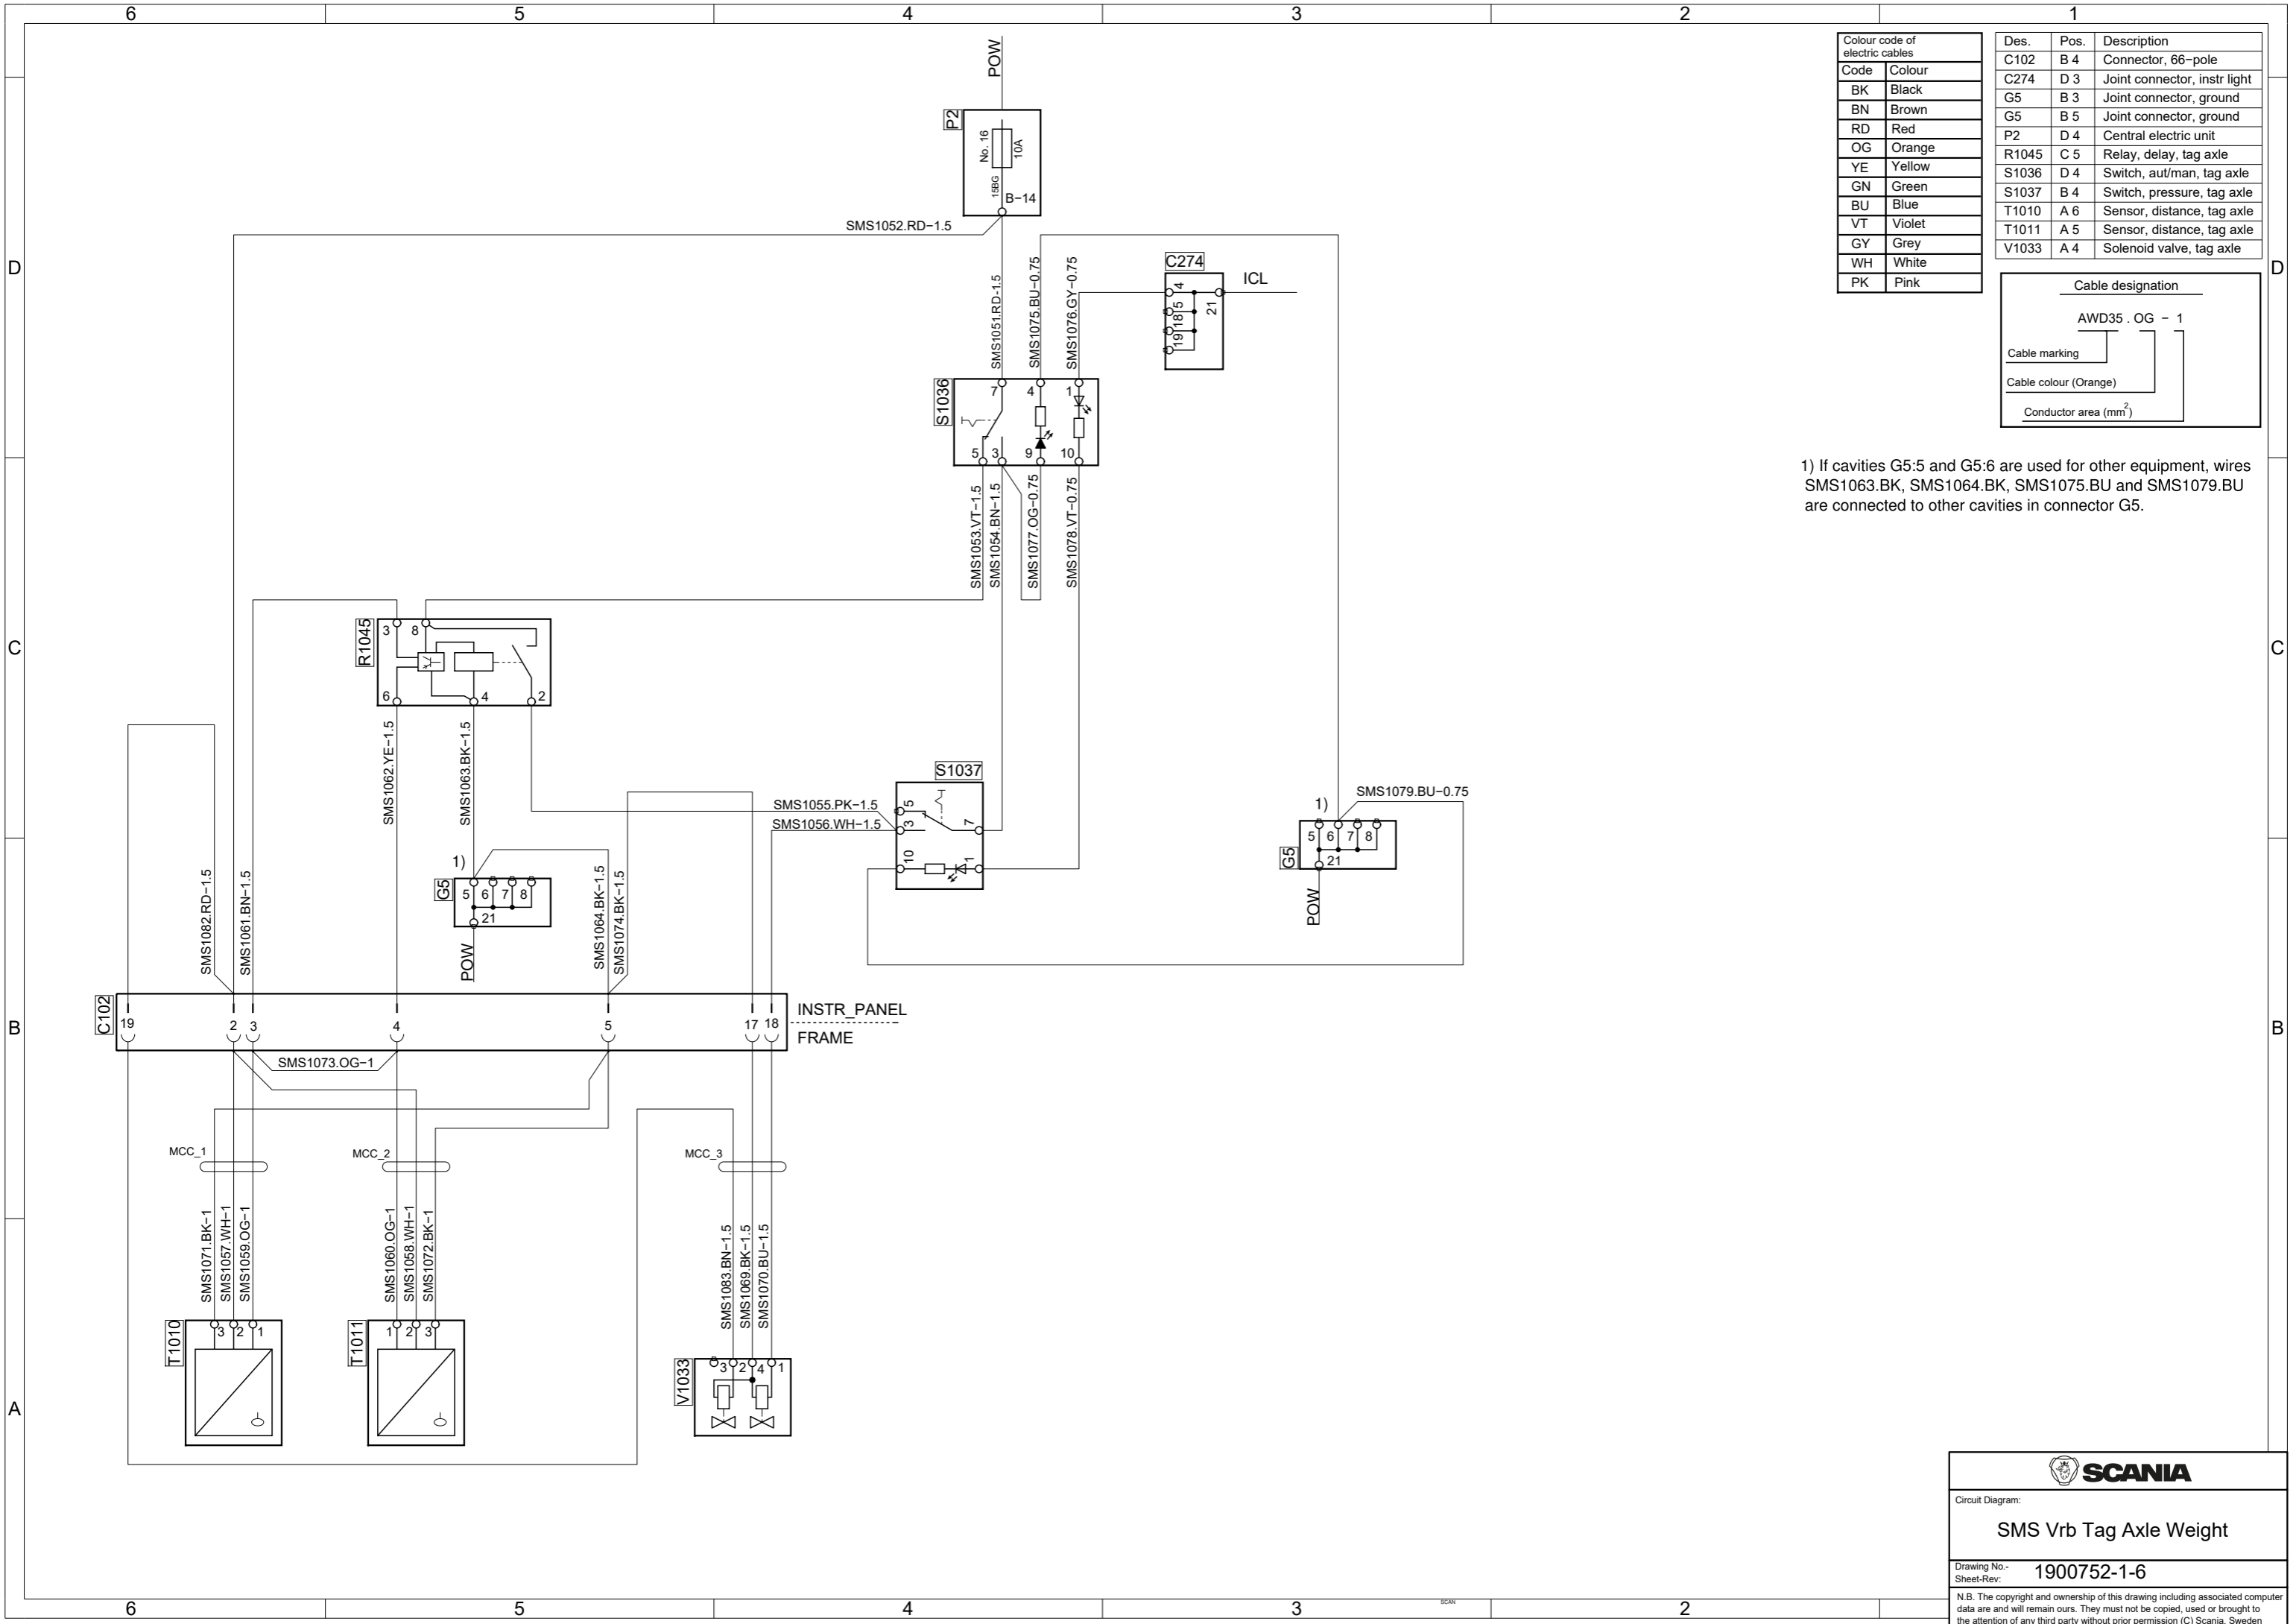 6 5 4 3 2 1
D
C
B
A
POW
P2
No. 16
10A
15BG
B-14
SMS1052.RD-1.5
SMS1051.RD-1.5
SMS1075.BU-0.75
SMS1076.GY-0.75
C274
4
5
18
19
21
ICL
S1036
7 4 1
5 3 9 10
SMS1053.VT-1.5
SMS1054.BN-1.5
SMS1077.OG-0.75
SMS1078.VT-0.75
R1045
3 8
6 4 2
SMS1062.YE-1.5
SMS1063.BK-1.5
S1037
SMS1055.PK-1.5
SMS1056.WH-1.5
5
3
7
10
1
SMS1079.BU-0.75
1)
G5
5 6 7 8
21
POW
1)
G5
5 6 7 8
21
POW
SMS1082.RD-1.5
SMS1061.BN-1.5
SMS1064.BK-1.5
SMS1074.BK-1.5
C102
19 2 3 4 5 17 18
INSTR_PANEL
FRAME
SMS1073.OG-1
MCC_1
MCC_2
MCC_3
SMS1071.BK-1
SMS1057.WH-1
SMS1059.OG-1
SMS1060.OG-1
SMS1058.WH-1
SMS1072.BK-1
SMS1083.BN-1.5
SMS1069.BK-1.5
SMS1070.BU-1.5
T1010
3 2 1
T1011
1 2 3
V1033
3 2 4 1
Colour code of
electric cables
Code Colour
BK Black
BN Brown
RD Red
OG Orange
YE Yellow
GN Green
BU Blue
VT Violet
GY Grey
WH White
PK Pink
Des. Pos. Description
C102 B 4 Connector, 66-pole
C274 D 3 Joint connector, instr light
G5 B 3 Joint connector, ground
G5 B 5 Joint connector, ground
P2 D 4 Central electric unit
R1045 C 5 Relay, delay, tag axle
S1036 D 4 Switch, aut/man, tag axle
S1037 B 4 Switch, pressure, tag axle
T1010 A 6 Sensor, distance, tag axle
T1011 A 5 Sensor, distance, tag axle
V1033 A 4 Solenoid valve, tag axle
Cable designation
AWD35 . OG - 1
Cable marking
Cable colour (Orange)
Conductor area (mm2)
1) If cavities G5:5 and G5:6 are used for other equipment, wires
SMS1063.BK, SMS1064.BK, SMS1075.BU and SMS1079.BU
are connected to other cavities in connector G5.
SCANIA
Circuit Diagram:
SMS Vrb Tag Axle Weight
Drawing No.-
Sheet-Rev: 1900752-1-6
N.B. The copyright and ownership of this drawing including associated computer
data are and will remain ours. They must not be copied, used or brought to
the attention of any third party without prior permission (C) Scania, Sweden
D
C
B
6 5 4 3 2
SCAN